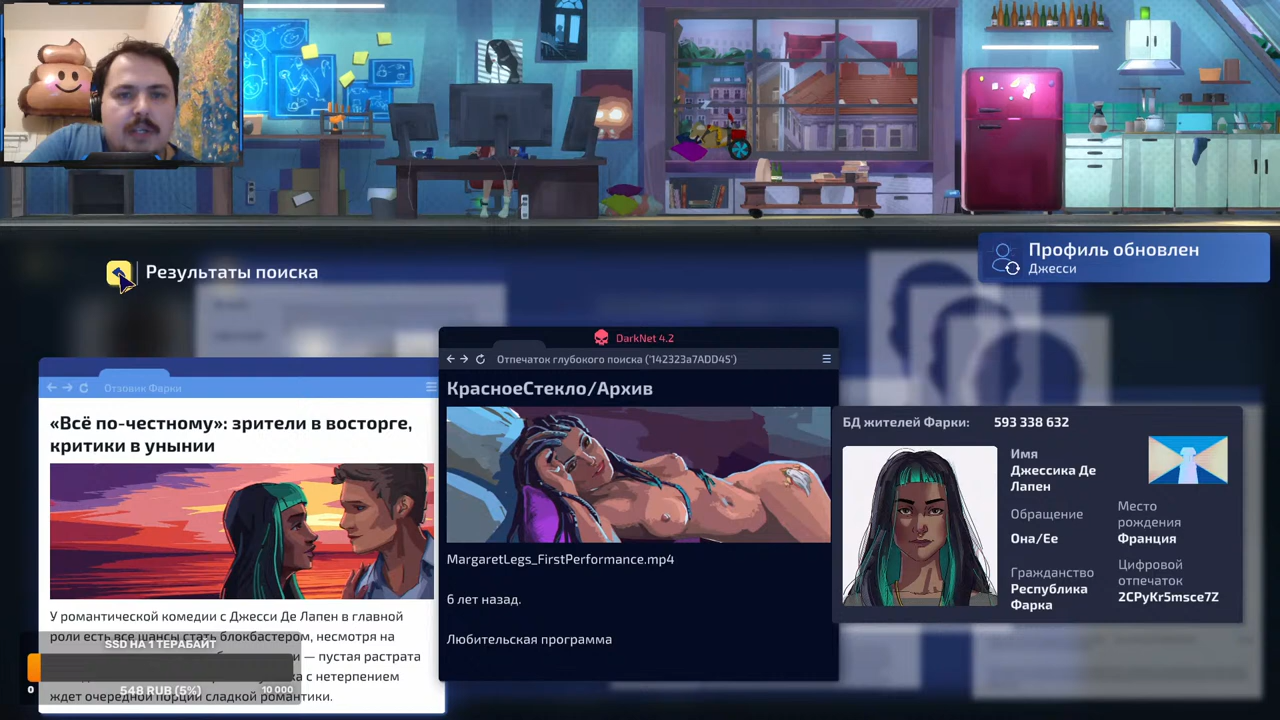 Результаты поиска
Профиль обновлен
Джесси
Отзовик Фарки
«Всё по-честному»: зрители в восторге,
критики в унынии
У романтической комедии с Джесси Де Лапен в главной
роли есть все шансы стать блокбастером, несмотря на
— пустая растрата
с нетерпением
ждет очередной порции сладкой романтики.
SSD НА 1 ТЕРАБАЙТ
0
548 RUB (5%)
10 000
DarkNet 4.2
Отпечаток глубокого поиска ('142323a7ADD45')
КрасноеСтекло/Архив
MargaretLegs_FirstPerformance.mp4
6 лет назад.
Любительская программа
БД жителей Фарки: 593 338 632
Имя
Джессика Де
Лапен
Обращение
Она/Ее
Гражданство
Республика
Фарка
Место
рождения
Франция
Цифровой
отпечаток
2CPyKr5msce7Z